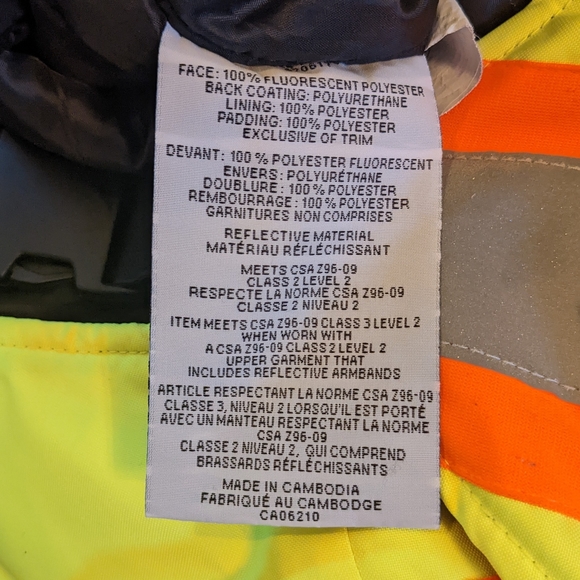 FACE: 100% FLUORESCENT POLYESTER
BACK COATING: POLYURETHANE
LINING: 100% POLYESTER
PADDING: 100% POLYESTER
EXCLUSIVE OF TRIM
DEVANT: 100 % POLYESTER FLUORESCENT
ENVERS: POLYURÉTHANE
DOUBLURE: 100% POLYESTER
REMBOURRAGE: 100% POLYESTER
GARNITURES NON COMPRISES
REFLECTIVE MATERIAL
MATÉRIAU RÉFLÉCHISSANT
MEETS CSA Z96-09
CLASS 2 LEVEL 2
RESPECTE LA NORME CSA Z96-09
CLASSE 2 NIVEAU 2
ITEM MEETS CSA Z96-09 CLASS 3 LEVEL 2
WHEN WORN WITH
A CSA Z96-09 CLASS 2 LEVEL 2
UPPER GARMENT THAT
INCLUDES REFLECTIVE ARMBANDS
ARTICLE RESPECTANT LA NORME CSA Z96-09
CLASSE 3, NIVEAU 2 LORSQU'IL EST PORTÉ
AVEC UN MANTEAU RESPECTANT LA NORME
CSA Z96-09
CLASSE 2 NIVEAU 2, QUI COMPREND
BRASSARDS RÉFLÉCHISSANTS
MADE IN CAMBODIA
FABRIQUÉ AU CAMBODGE
CA06210